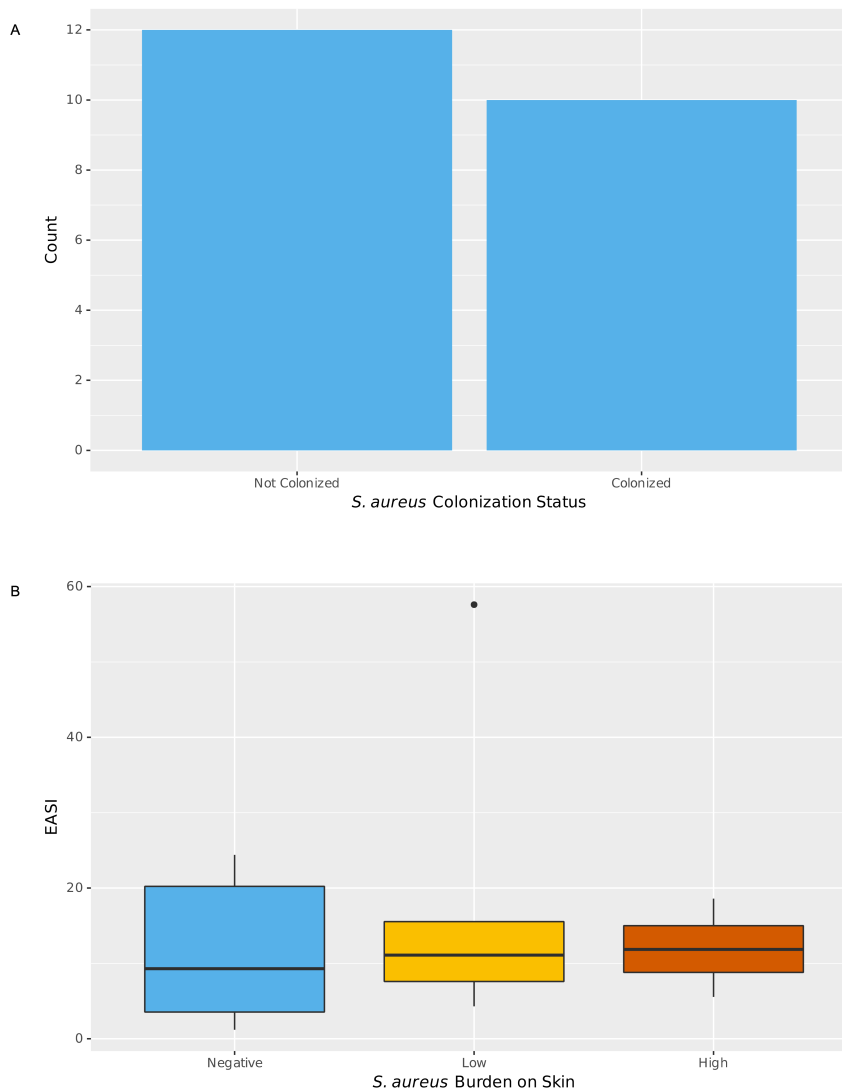 A
12
10
8
6
4
2
0
Count
Not Colonized
Colonized
S. aureus Colonization Status
B
60
40
20
0
EASI
Negative
Low
High
S. aureus Burden on Skin